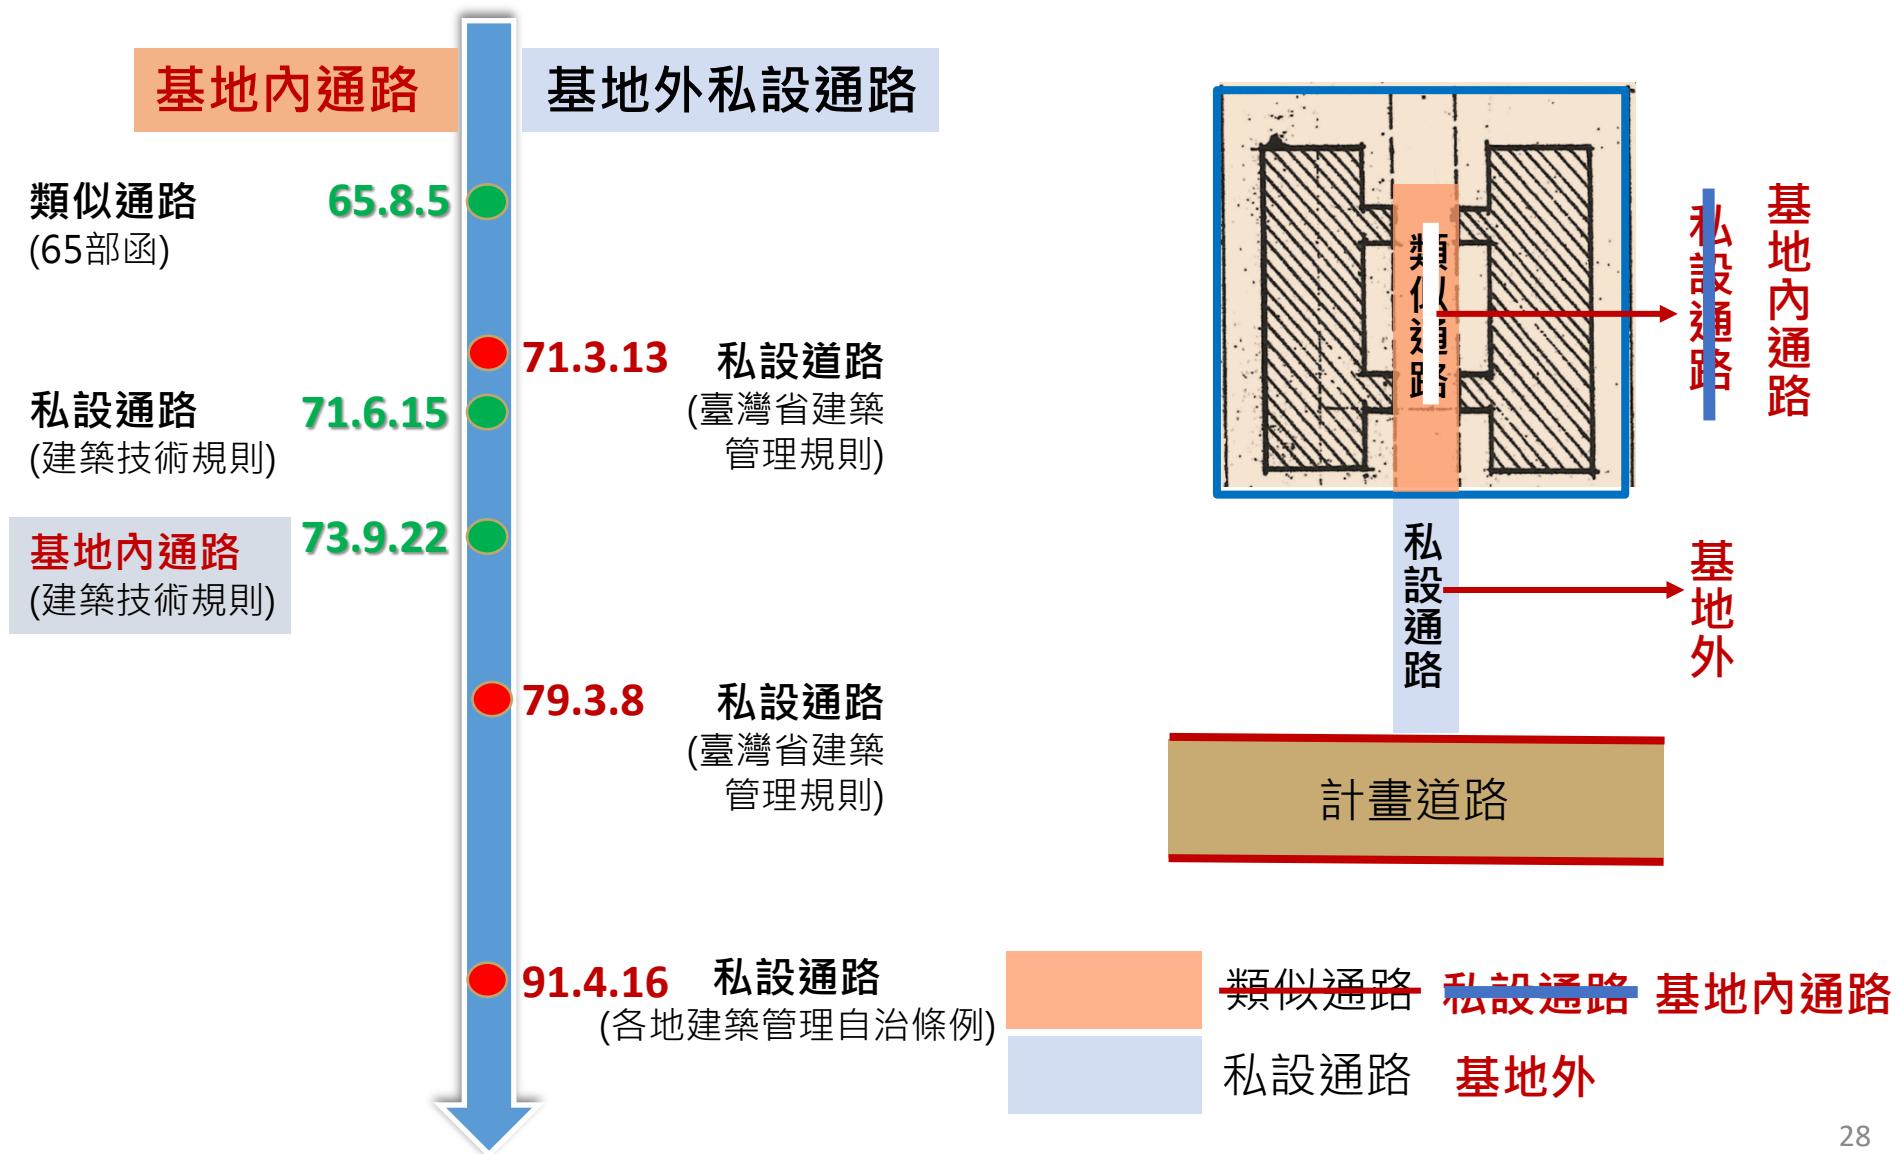 基地內通路
基地外私設通路
類似通路
(65部函)
65.8.5
71.3.13
私設道路
(臺灣省建築
管理規則)
私設通路
(建築技術規則)
71.6.15
基地內通路
(建築技術規則)
73.9.22
79.3.8
私設通路
(臺灣省建築
管理規則)
91.4.16
私設通路
(各地建築管理自治條例)
類似通路
私設通路
基地內通路
私設通路
基地外
計畫道路
類似通路 私設通路 基地內通路
私設通路 基地外
28